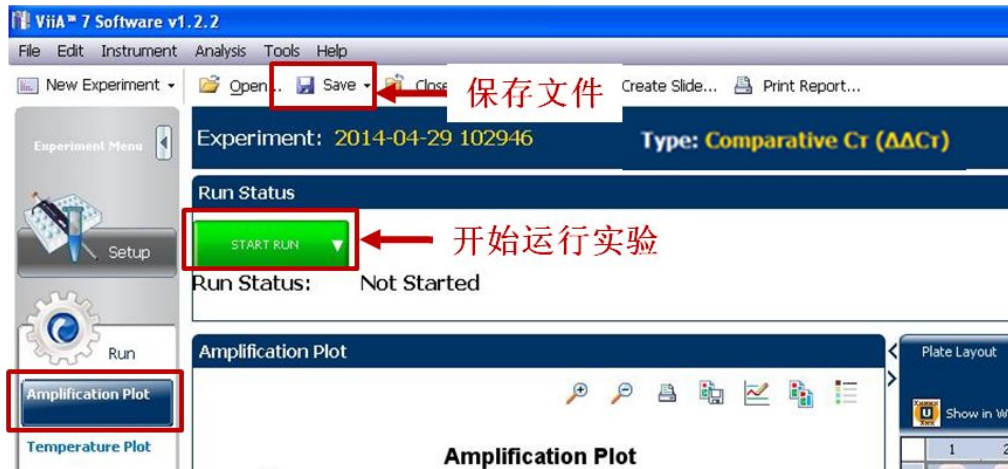 ViiA™ 7 Software v1.2.2
File Edit Instrument Analysis Tools Help
New Experiment Open... Save Close 保存文件 Create Slide... Print Report...
Experiment Menu
Experiment: 2014-04-29 102946 Type: Comparative CT (ΔΔCT)
Run Status
START RUN 开始运行实验
Setup
Run Status: Not Started
Run
Amplification Plot Plate Layout
Amplification Plot
Show in W
Temperature Plot
Amplification Plot
1 2